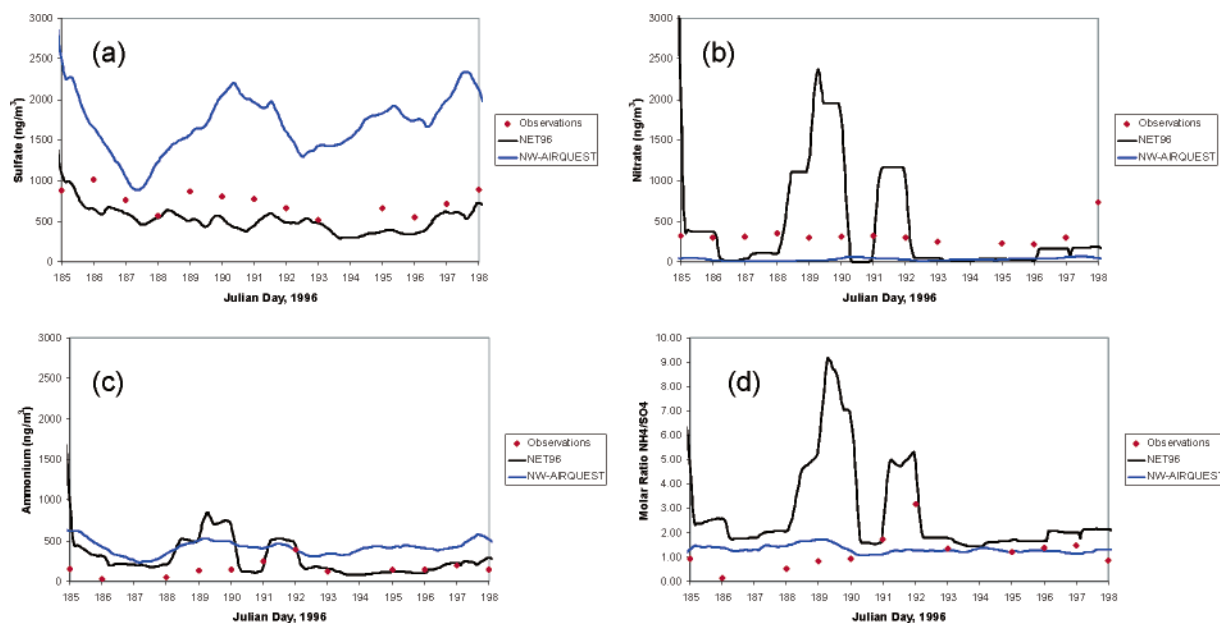 (a)
3000
2500
2000
1500
1000
500
0
Sulfate (ng/m³)
185 186 187 188 189 190 191 192 193 194 195 196 197 198
Julian Day, 1996
Observations
NET96
NW-AIRQUEST
(b)
3000
2500
2000
1500
1000
500
0
Nitrate (ng/m³)
185 186 187 188 189 190 191 192 193 194 195 196 197 198
Julian Day, 1996
Observations
NET96
NW-AIRQUEST
(c)
3000
2500
2000
1500
1000
500
0
Ammonium (ng/m³)
185 186 187 188 189 190 191 192 193 194 195 196 197 198
Julian Day, 1996
Observations
NET96
NW-AIRQUEST
(d)
10.00
9.00
8.00
7.00
6.00
5.00
4.00
3.00
2.00
1.00
0.00
Molar Ratio NH4/SO4
185 186 187 188 189 190 191 192 193 194 195 196 197 198
Julian Day, 1996
Observations
NET96
NW-AIRQUEST